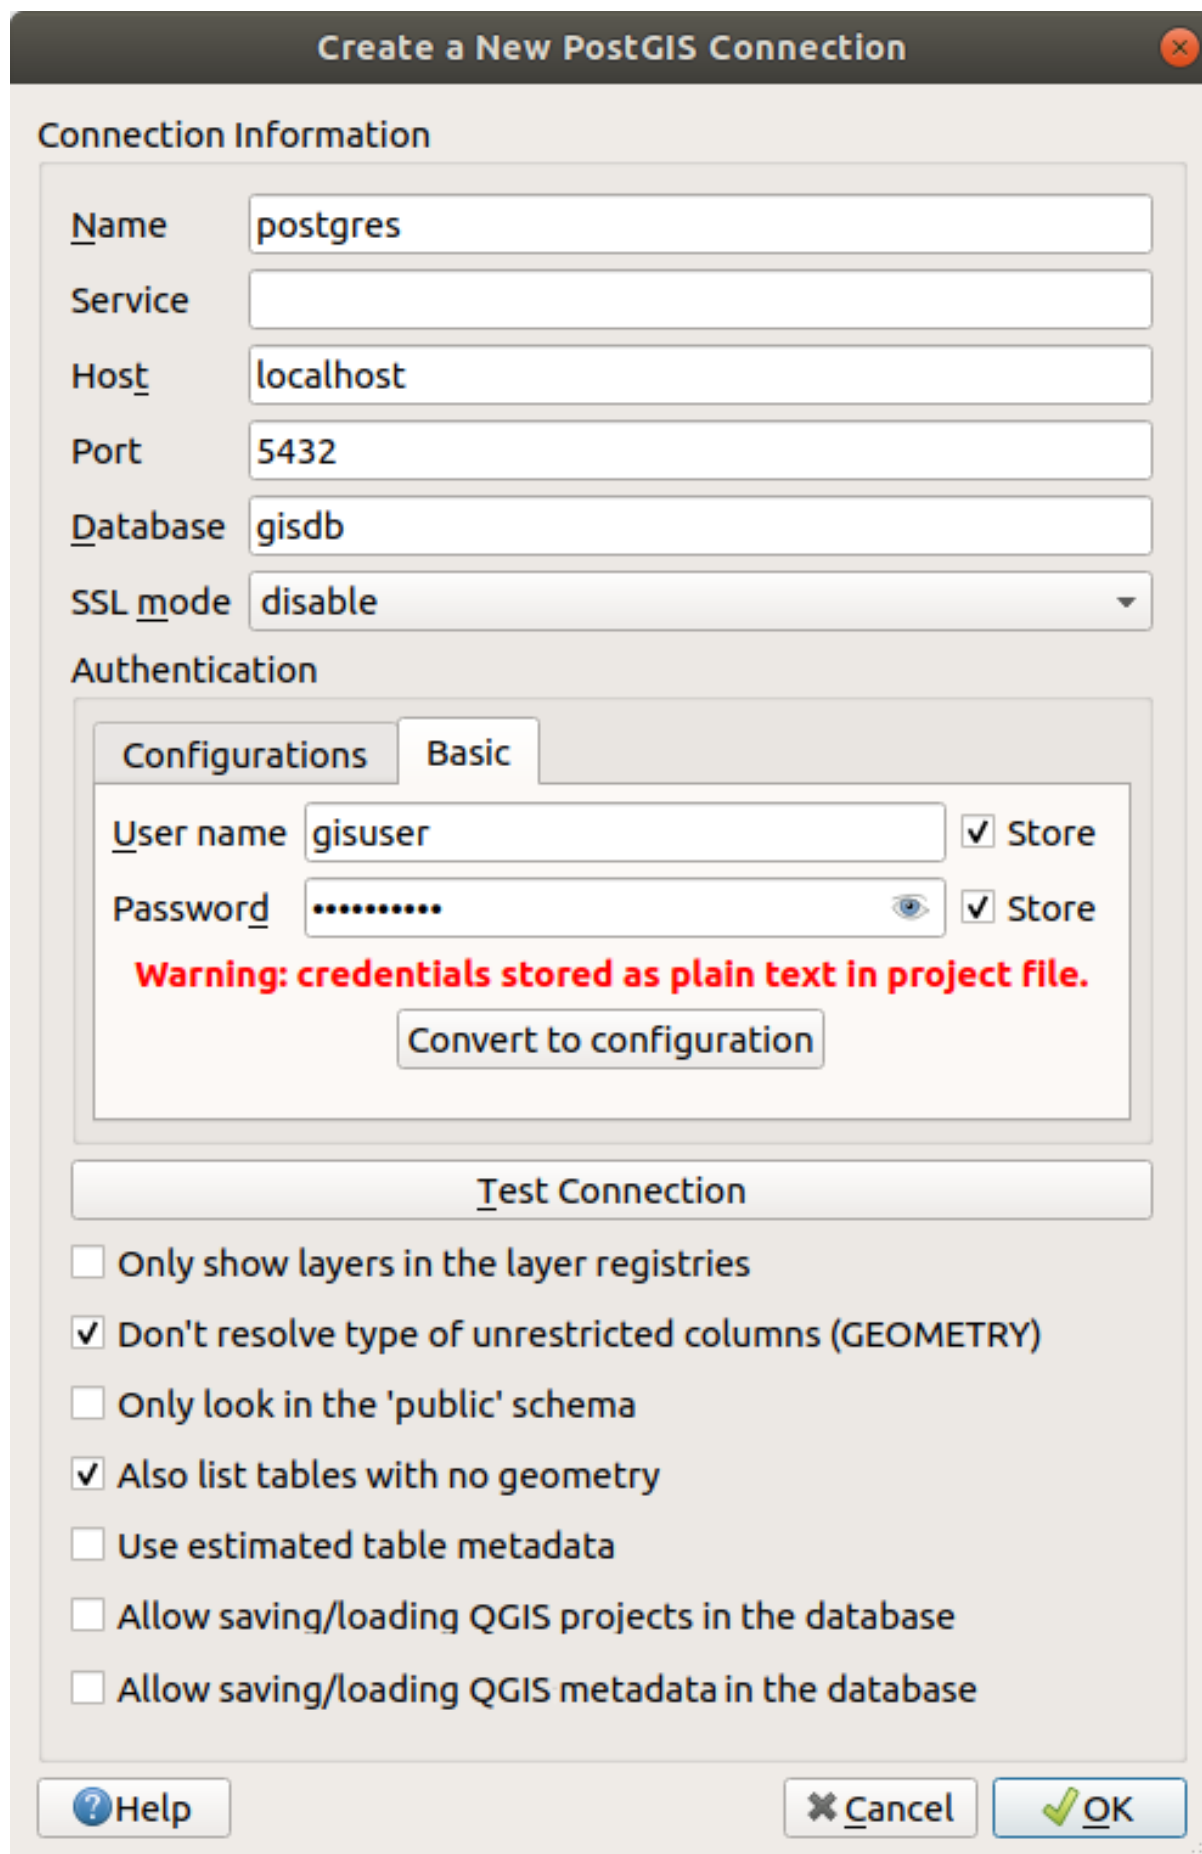 Create a New PostGIS Connection
Connection Information
Name postgres
Service
Host localhost
Port 5432
Database gisdb
SSL mode disable
Authentication
Configurations Basic
User name gisuser Store
Password •••••••••• Store
Warning: credentials stored as plain text in project file.
Convert to configuration
Test Connection
Only show layers in the layer registries
Don't resolve type of unrestricted columns (GEOMETRY)
Only look in the 'public' schema
Also list tables with no geometry
Use estimated table metadata
Allow saving/loading QGIS projects in the database
Allow saving/loading QGIS metadata in the database
Help Cancel OK